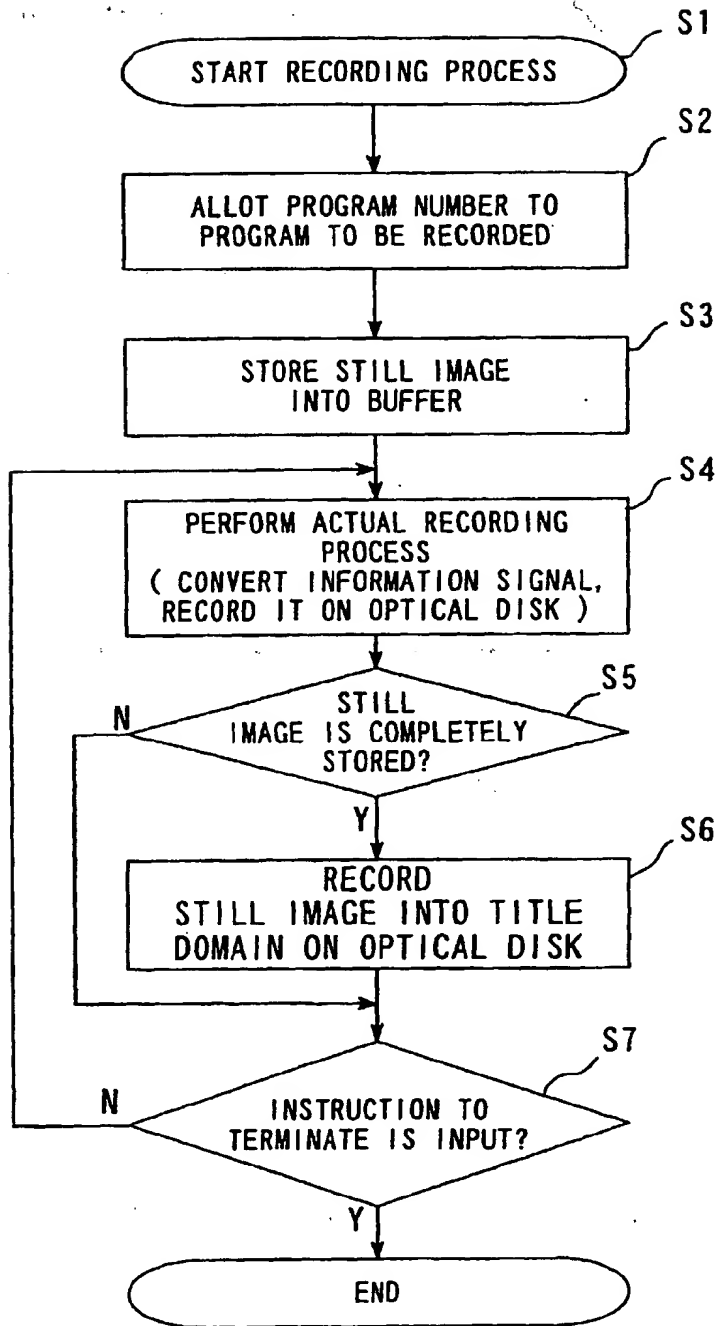 S1
START RECORDING PROCESS
S2
ALLOT PROGRAM NUMBER TO
PROGRAM TO BE RECORDED
S3
STORE STILL IMAGE
INTO BUFFER
S4
PERFORM ACTUAL RECORDING
PROCESS
( CONVERT INFORMATION SIGNAL,
RECORD IT ON OPTICAL DISK )
S5
STILL
IMAGE IS COMPLETELY
STORED?
N
Y
S6
RECORD
STILL IMAGE INTO TITLE
DOMAIN ON OPTICAL DISK
S7
N
INSTRUCTION TO
TERMINATE IS INPUT?
Y
END